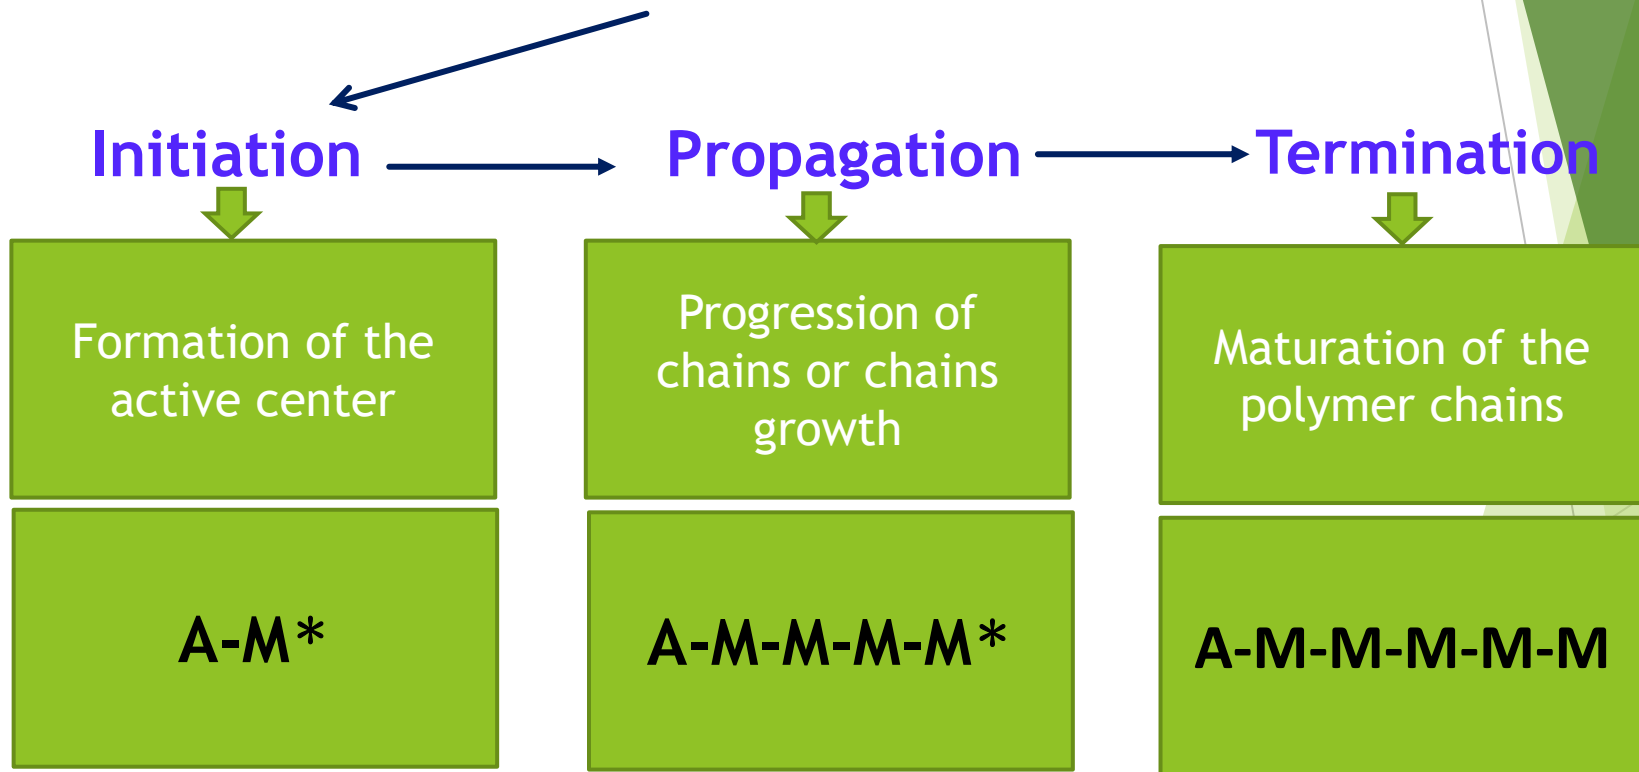 Initiation
Propagation
Termination
Formation of the
active center
Progression of
chains or chains
growth
Maturation of the
polymer chains
A-M*
A-M-M-M-M*
A-M-M-M-M-M